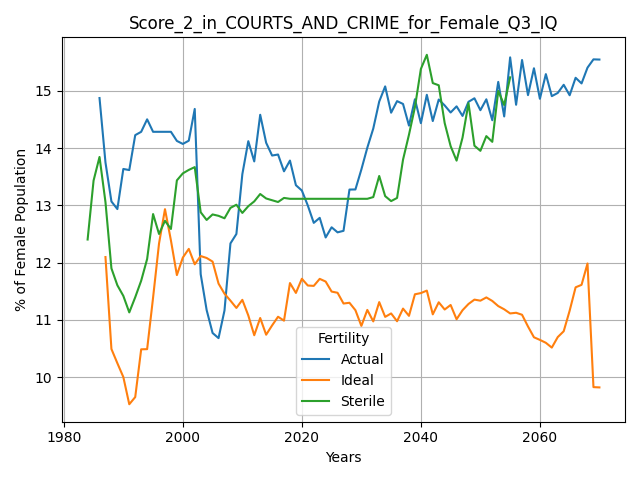 Score_2_in_COURTS_AND_CRIME_for_Female_Q3_IQ
% of Female Population
15
14
13
12
11
10
1980
2000
2020
2040
2060
Years
Fertility
Actual
Ideal
Sterile